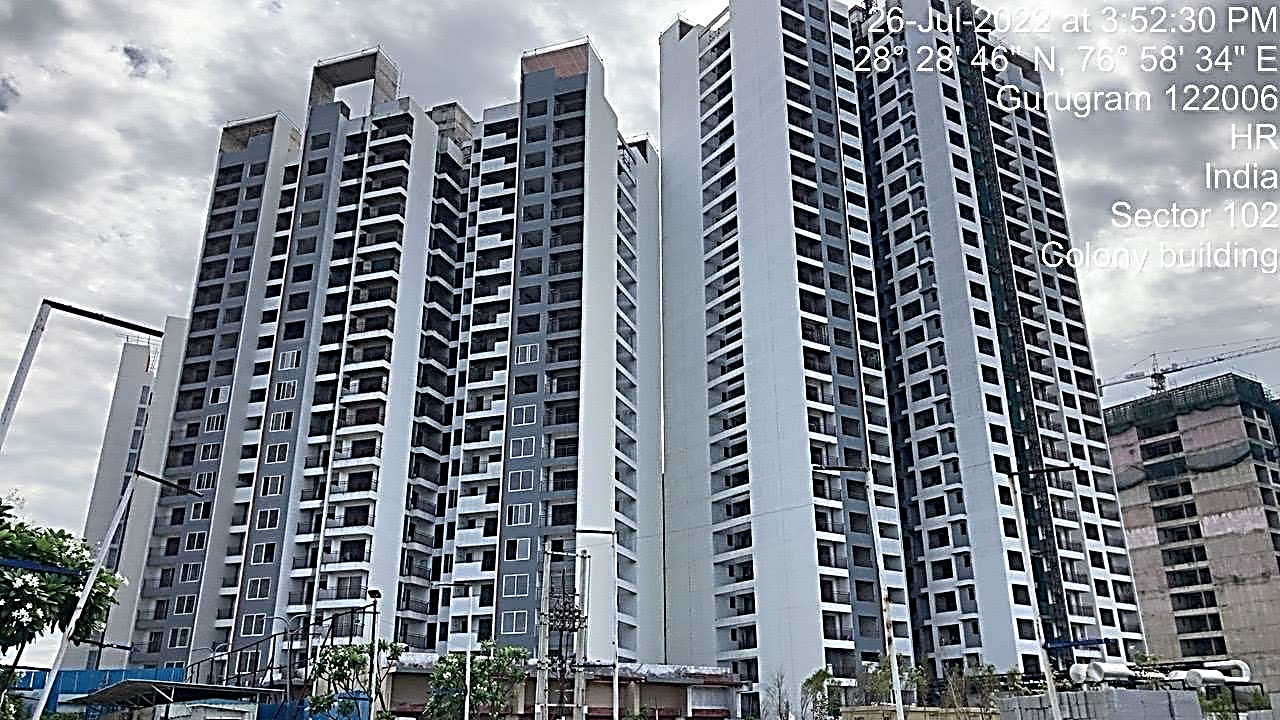 26-Jul-2022 at 3:52:30 PM
28° 28' 46" N, 76° 58' 34" E
Gurugram 122006
HR
India
Sector 102
Colony building